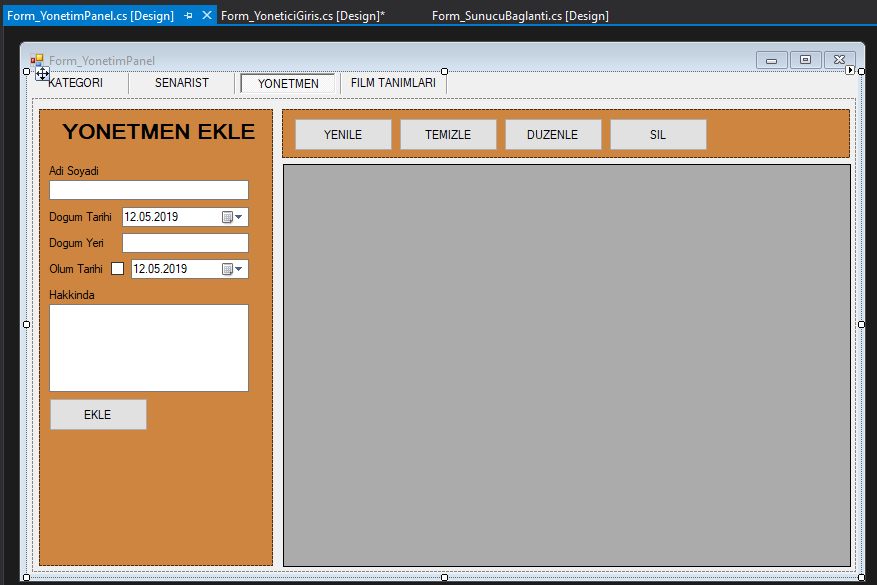 Form_YonetimPanel.cs [Design] Form_YoneticiGiris.cs [Design]* Form_SunucuBaglanti.cs [Design]
Form_YonetimPanel
KATEGORI SENARIST YONETMEN FILM TANIMLARI
YONETMEN EKLE
YENILE TEMIZLE DUZENLE SIL
Adi Soyadi
Dogum Tarihi 12.05.2019
Dogum Yeri
Olum Tarihi 12.05.2019
Hakkinda
EKLE